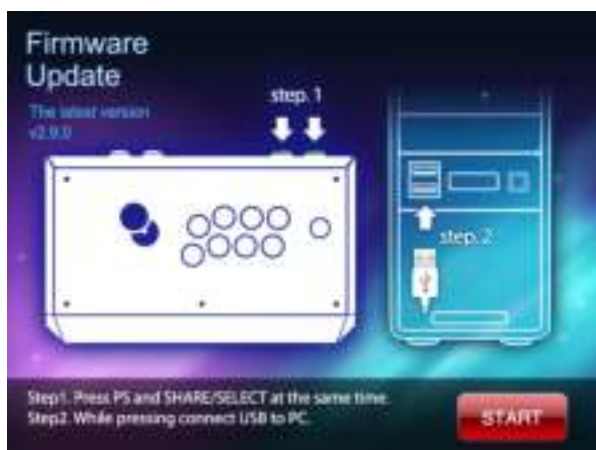 Firmware
Update
The latest version
v2.9.0
step. 1
step. 2
Step1. Press PS and SHARE/SELECT at the same time.
Step2. While pressing connect USB to PC.
START